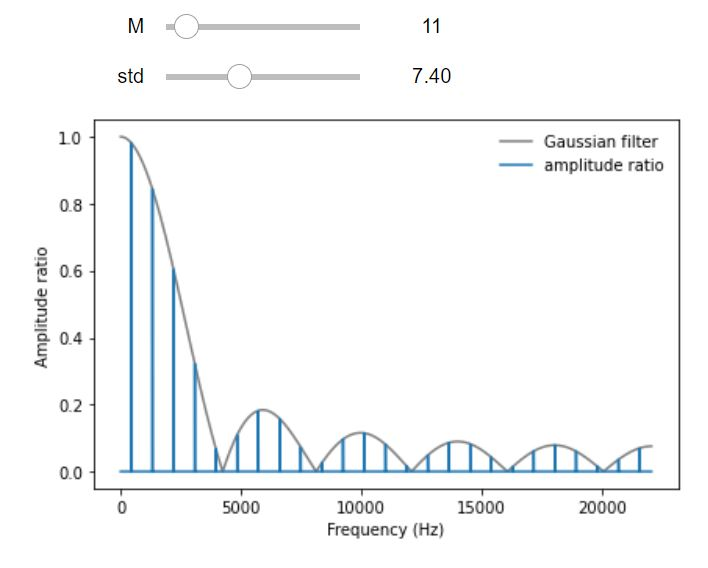 M 11
std 7.40
Gaussian filter
amplitude ratio
Amplitude ratio
1.0
0.8
0.6
0.4
0.2
0.0
0 5000 10000 15000 20000
Frequency (Hz)